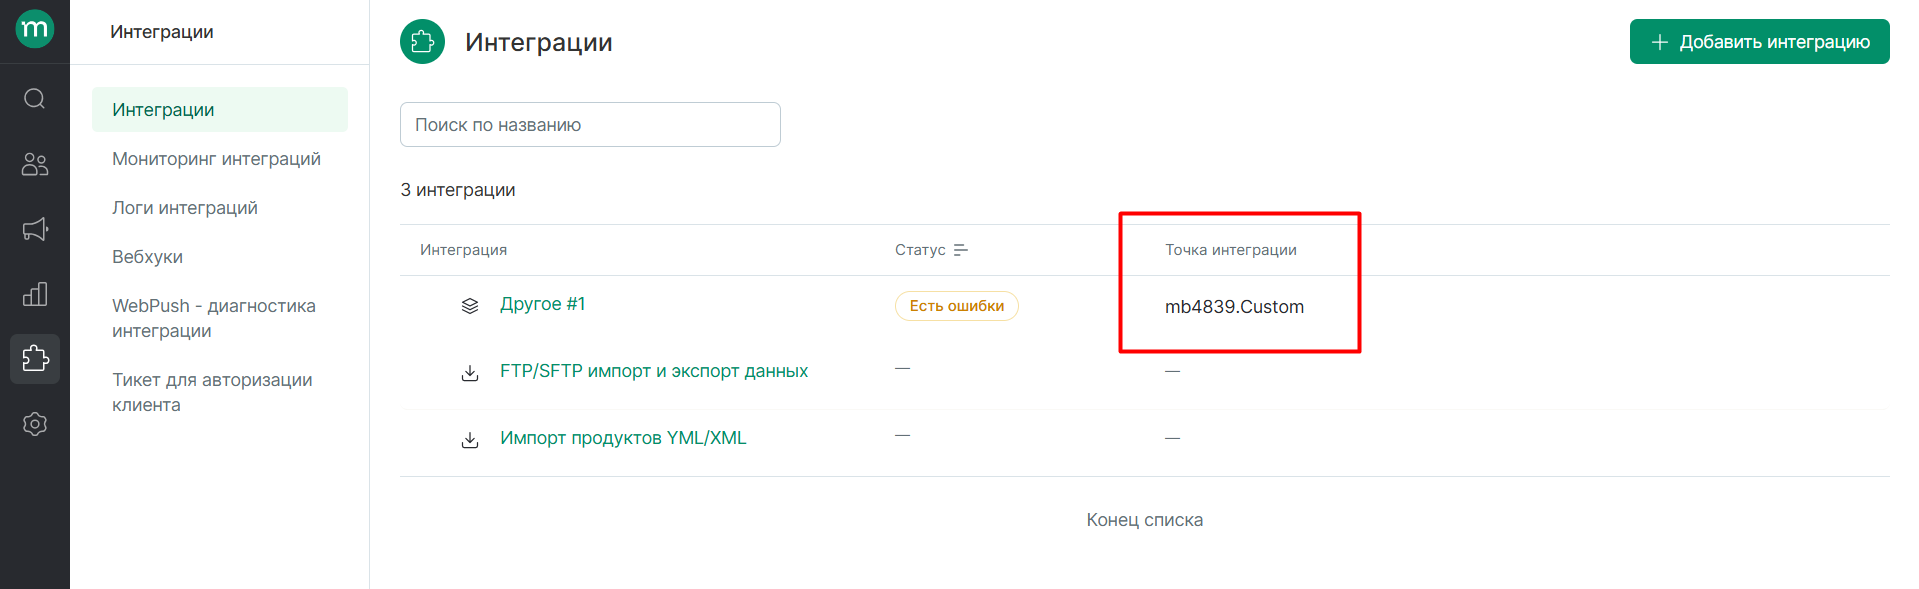 m
Интеграции
Интеграции
Мониторинг интеграций
Логи интеграций
Вебхуки
WebPush - диагностика
интеграции
Тикет для авторизации
клиента
Интеграции
Добавить интеграцию
Поиск по названию
3 интеграции
Интеграция Статус Точка интеграции
Другое #1 Есть ошибки mb4839.Custom
FTP/SFTP импорт и экспорт данных — —
Импорт продуктов YML/XML — —
Конец списка